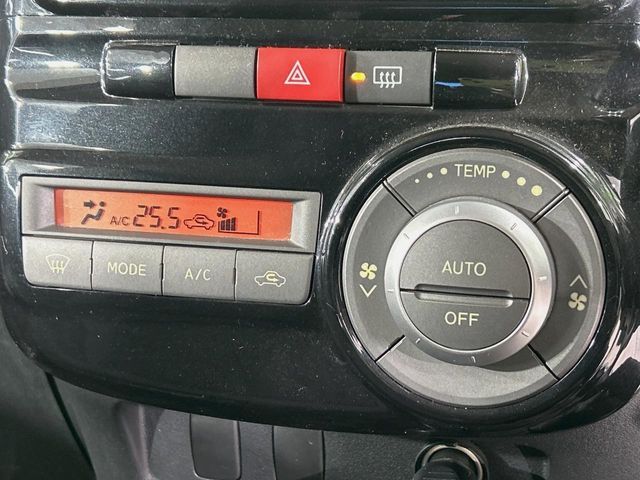 TEMP
A/C 25.5
MODE
A/C
AUTO
OFF